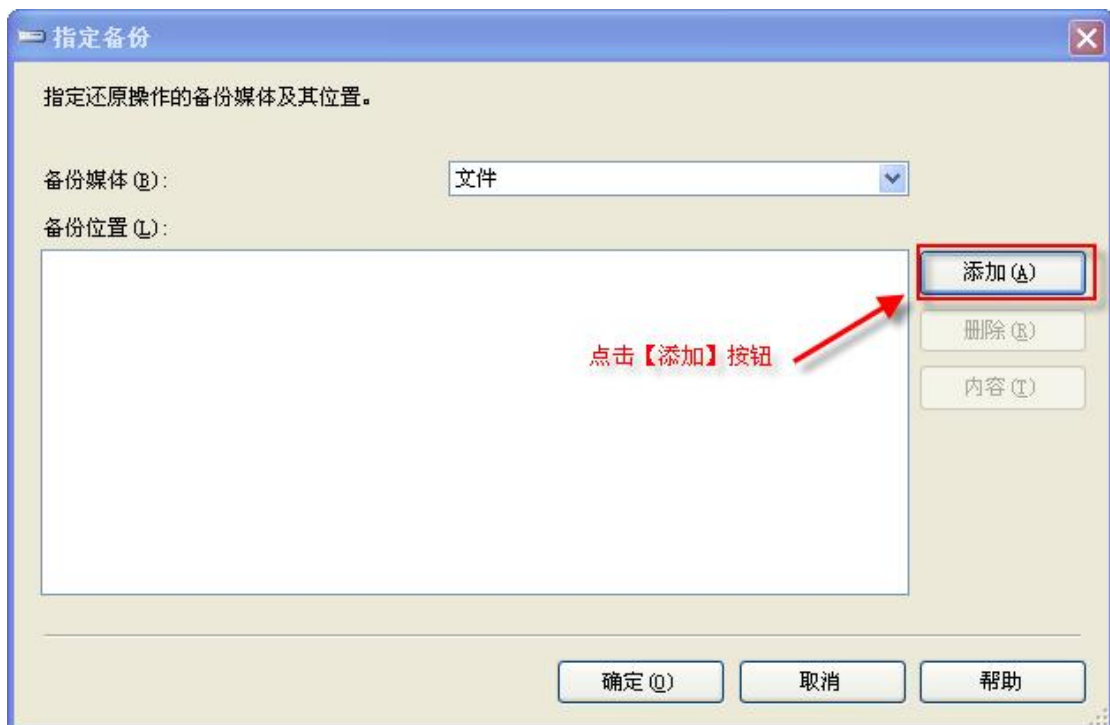 指定备份
指定还原操作的备份媒体及其位置。
备份媒体(B):
文件
备份位置(L):
添加(A)
删除(R)
点击【添加】按钮
内容(T)
确定(O)
取消
帮助